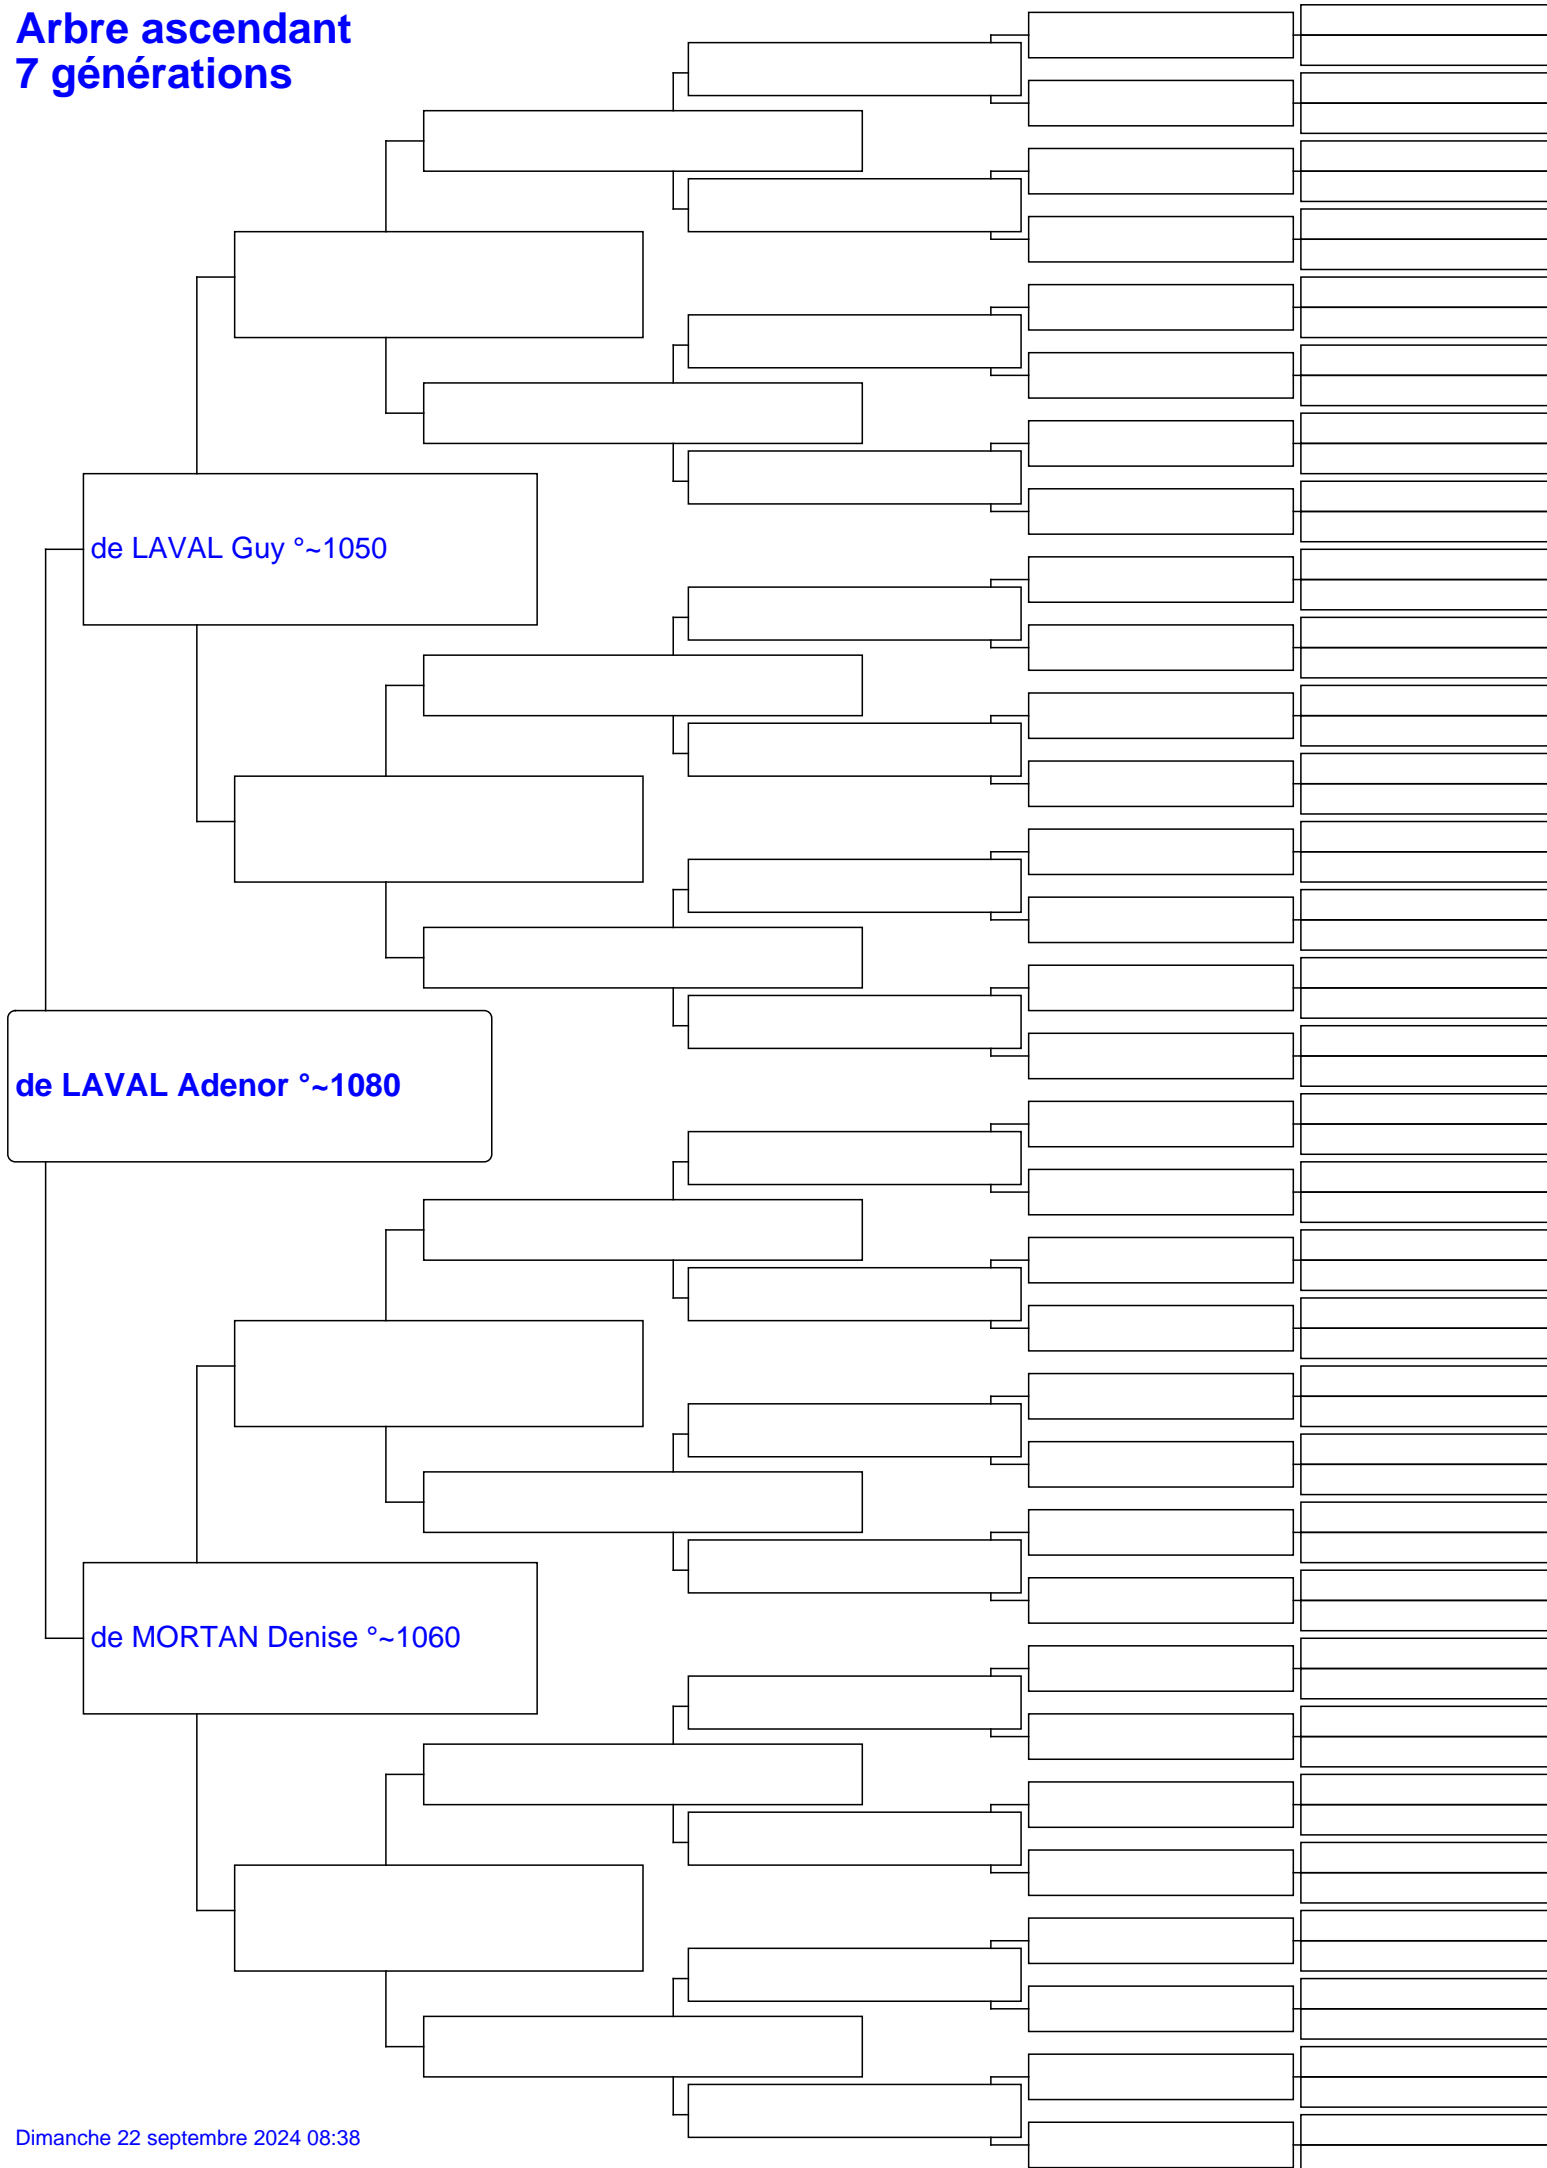 Arbre ascendant
7 générations
de LAVAL Guy °~1050
de LAVAL Adenor °~1080
de MORTAN Denise °~1060
Dimanche 22 septembre 2024 08:38